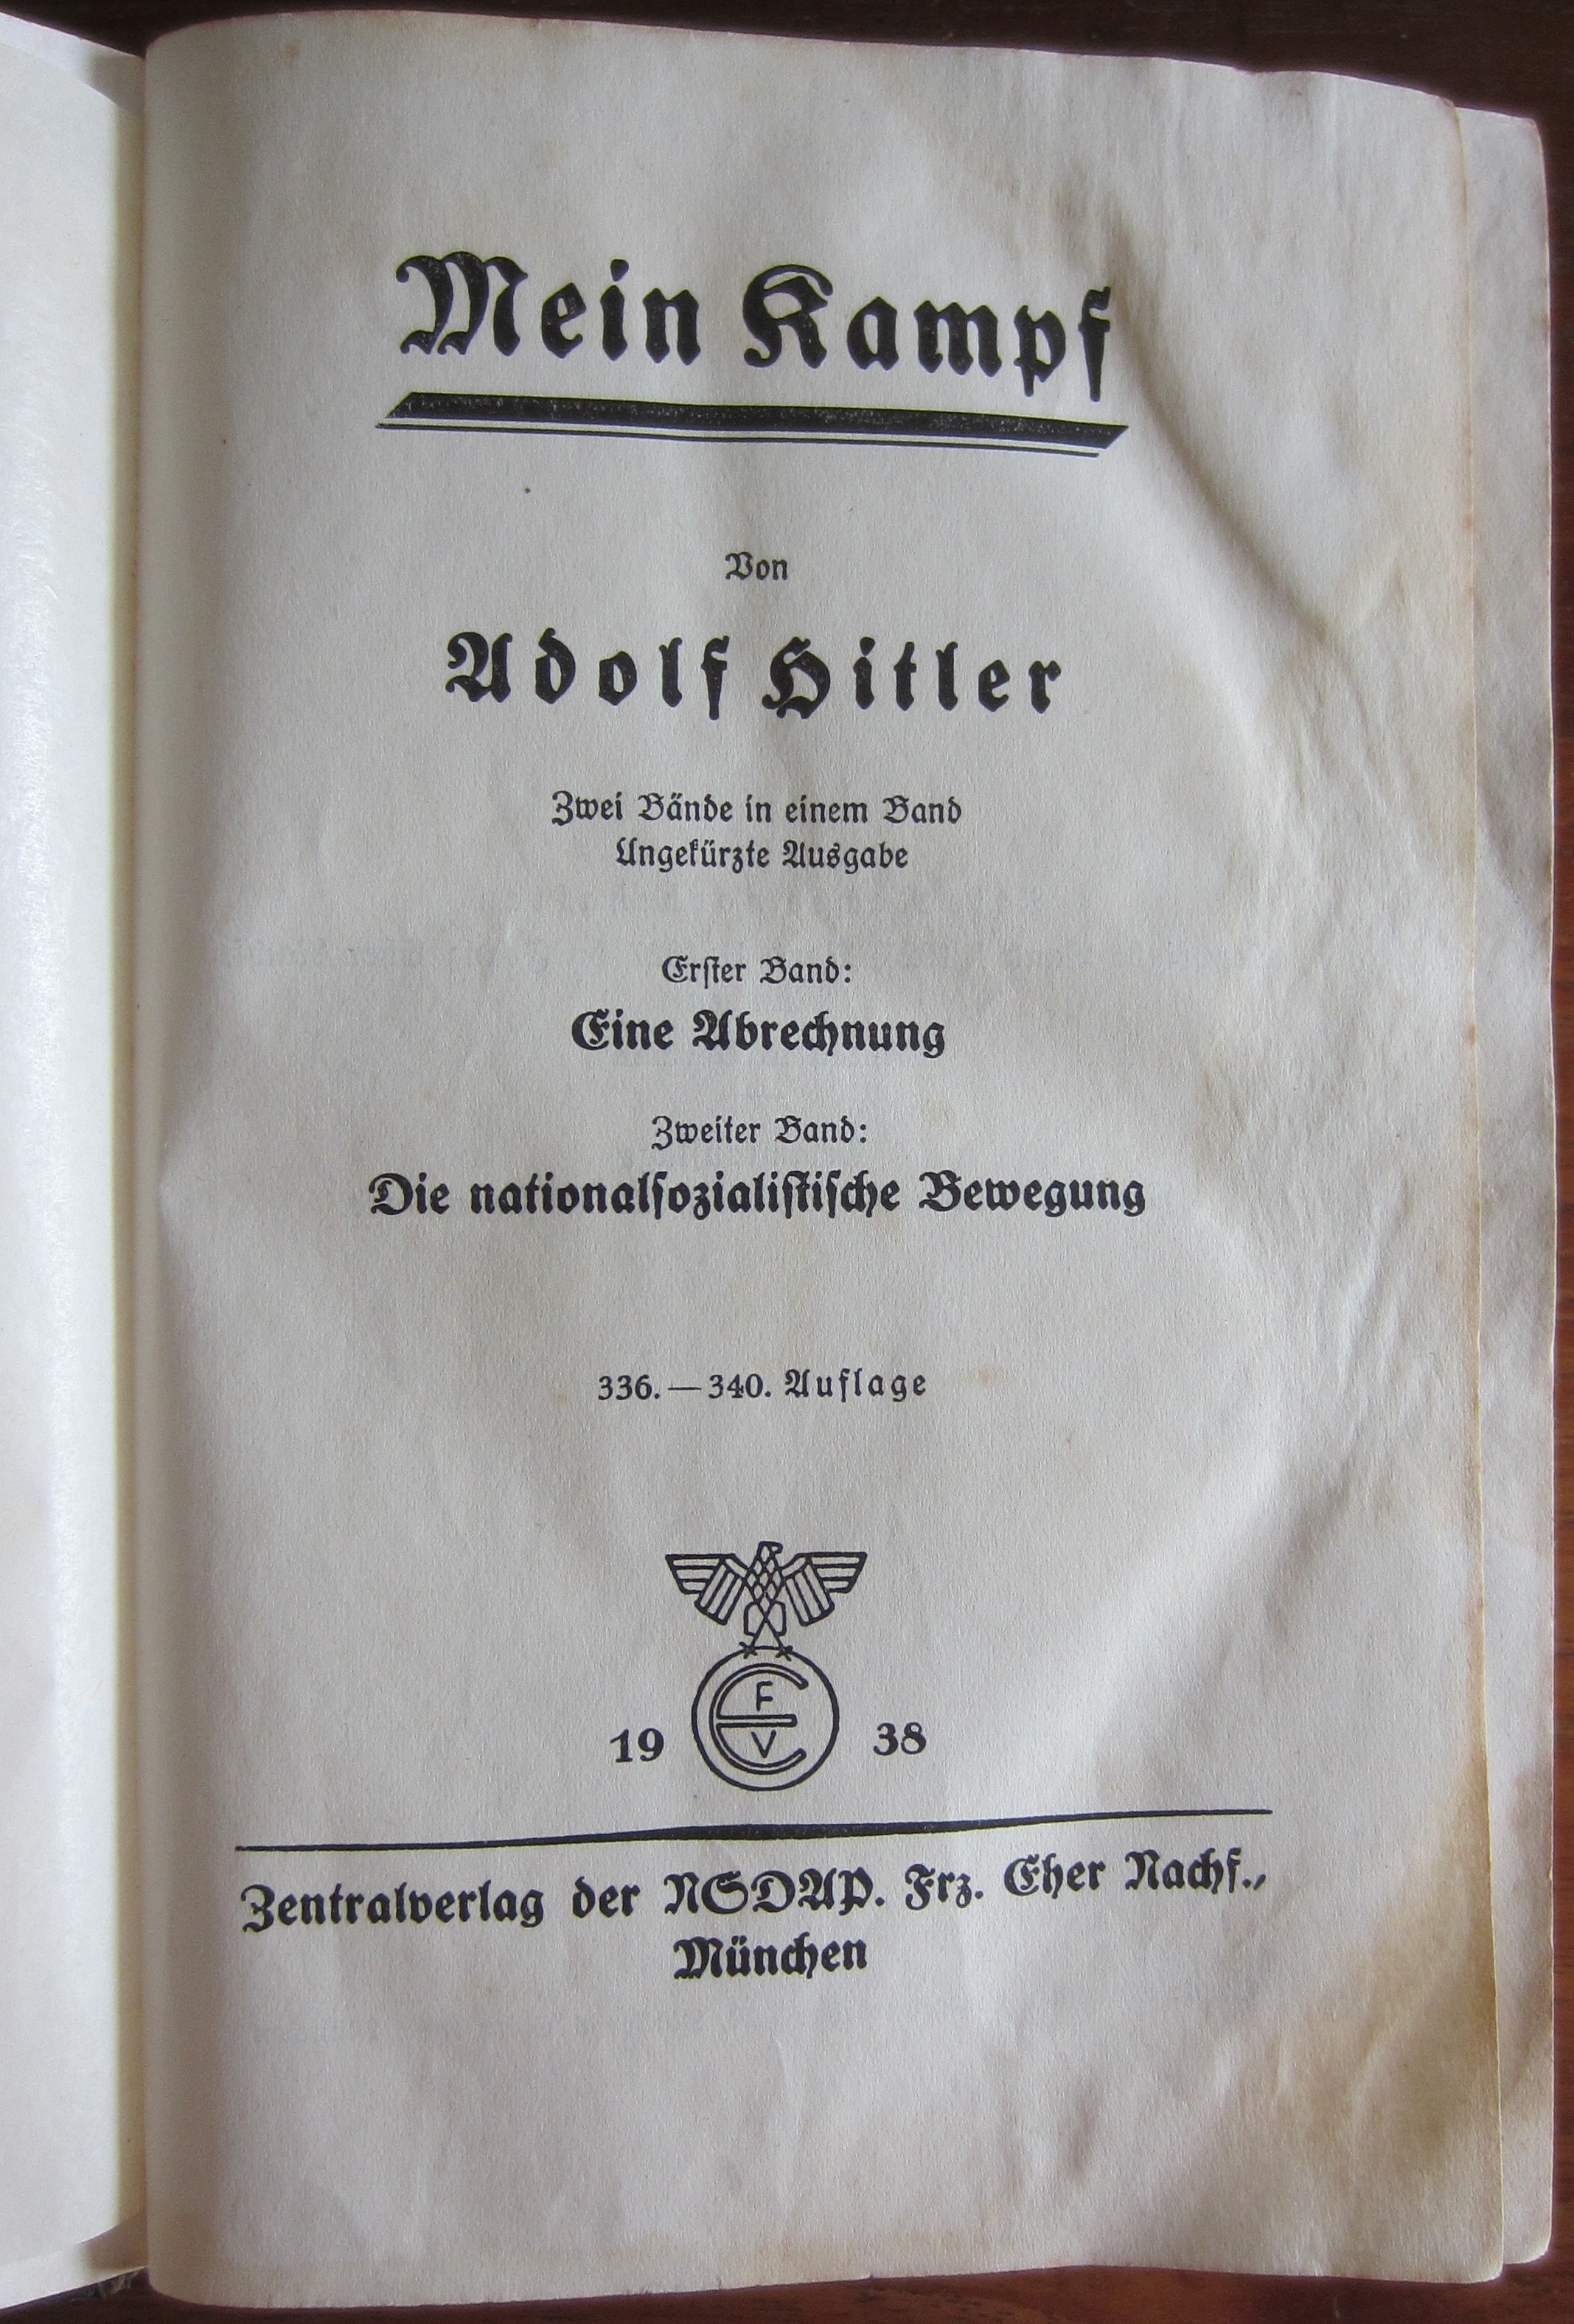 Mein Kampf
Von
Adolf Hitler
Zwei Bände in einem Band
Ungekürzte Ausgabe
Erſter Band:
Eine Abrechnung
Zweiter Band:
Die nationalſozialiſtiſche Bewegung
336.—340. Auflage
F
E
V
19 38
Zentralverlag der NSDAP. Frz. Eher Nachf.,
München